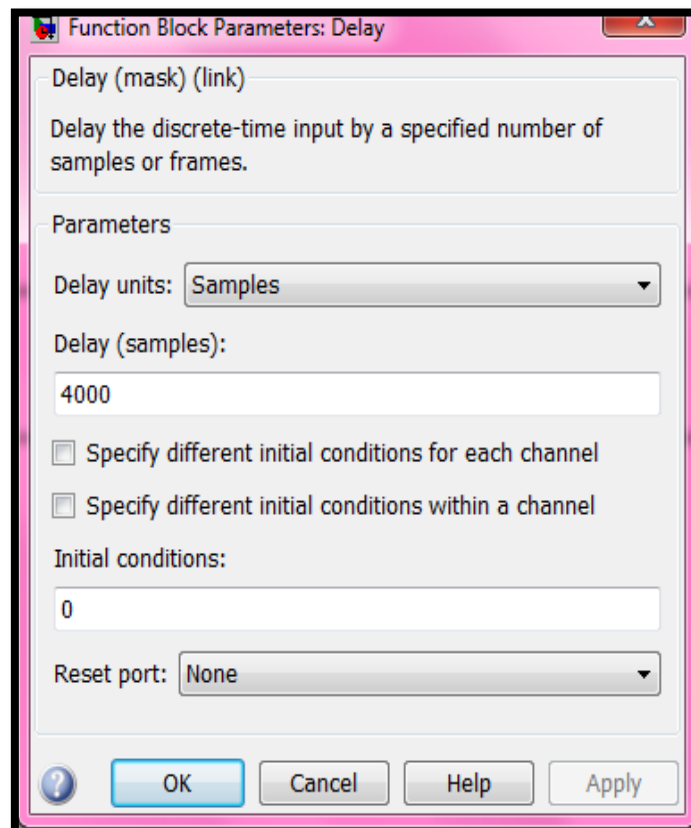 Function Block Parameters: Delay
Delay (mask) (link)
Delay the discrete-time input by a specified number of
samples or frames.
Parameters
Delay units: Samples
Delay (samples):
4000
Specify different initial conditions for each channel
Specify different initial conditions within a channel
Initial conditions:
0
Reset port: None
OK Cancel Help Apply